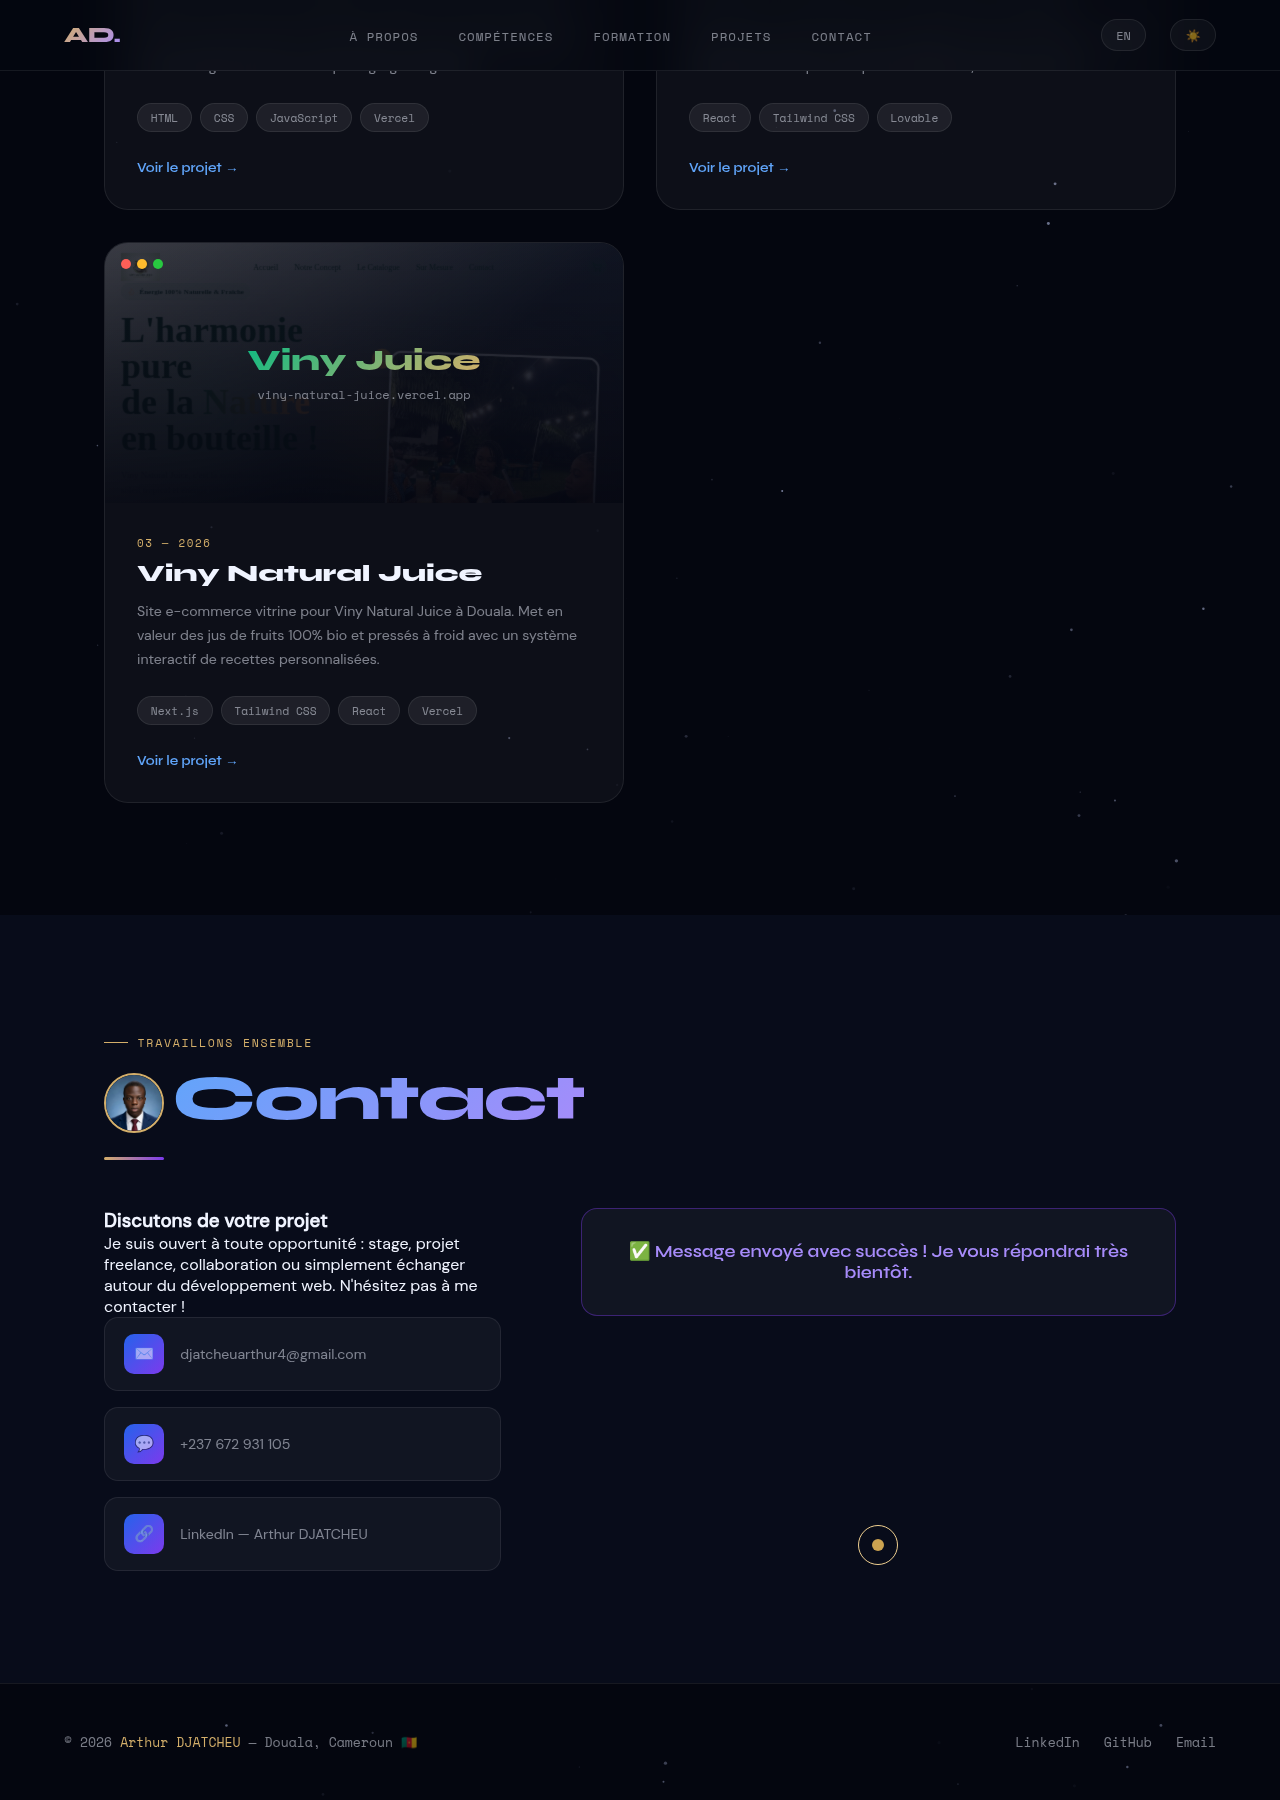 AD.
À PROPOS
COMPÉTENCES
FORMATION
PROJETS
CONTACT
EN
HTML
CSS
JavaScript
Vercel
Voir le projet →
React
Tailwind CSS
Lovable
Voir le projet →
L'harmonie
pure
de la Nature
en bouteille !
Viny Juice
viny-natural-juice.vercel.app
03 — 2026
Viny Natural Juice
Site e-commerce vitrine pour Viny Natural Juice à Douala. Met en
valeur des jus de fruits 100% bio et pressés à froid avec un système
interactif de recettes personnalisées.
Next.js
Tailwind CSS
React
Vercel
Voir le projet →
TRAVAILLONS ENSEMBLE
Contact
Discutons de votre projet
Je suis ouvert à toute opportunité : stage, projet
freelance, collaboration ou simplement échanger
autour du développement web. N'hésitez pas à me
contacter !
djatcheuarthur4@gmail.com
+237 672 931 105
LinkedIn — Arthur DJATCHEU
✅ Message envoyé avec succès ! Je vous répondrai très
bientôt.
© 2026 Arthur DJATCHEU — Douala, Cameroun 🇨🇲
LinkedIn
GitHub
Email